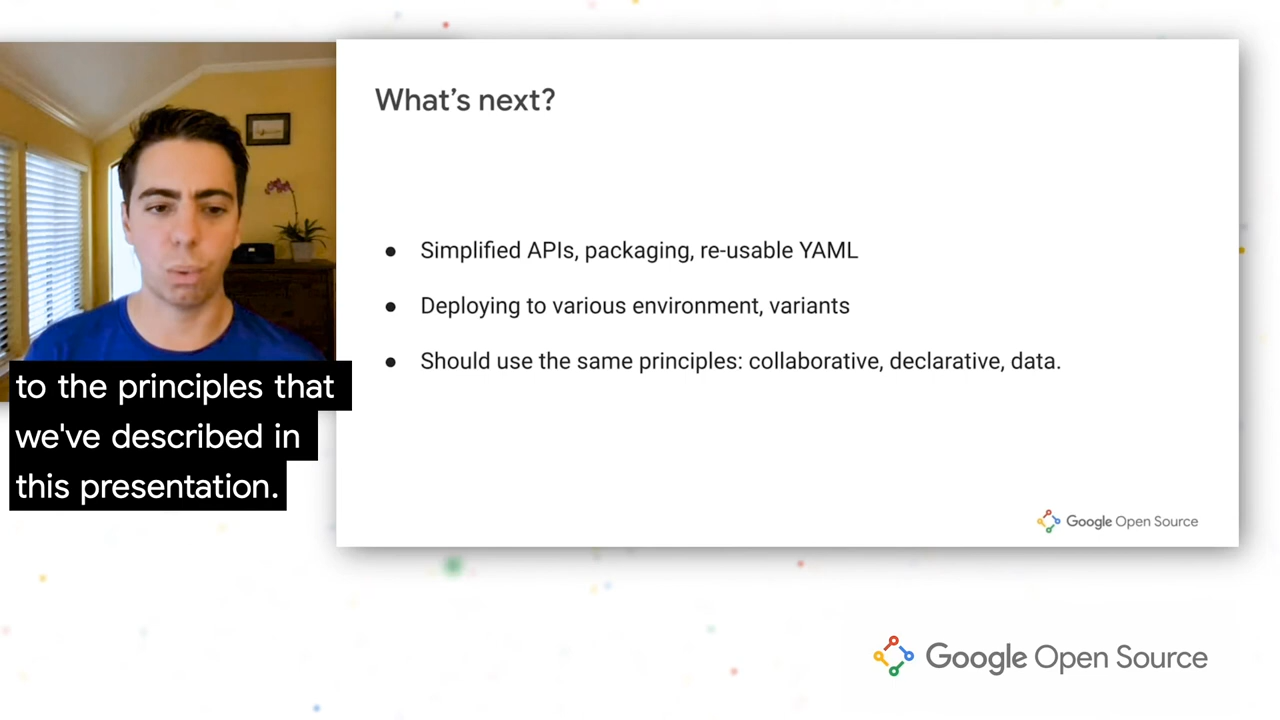 What's next?
● Simplified APIs, packaging, re-usable YAML
● Deploying to various environment, variants
● Should use the same principles: collaborative, declarative, data.
to the principles that
we've described in
this presentation.
Google Open Source
Google Open Source